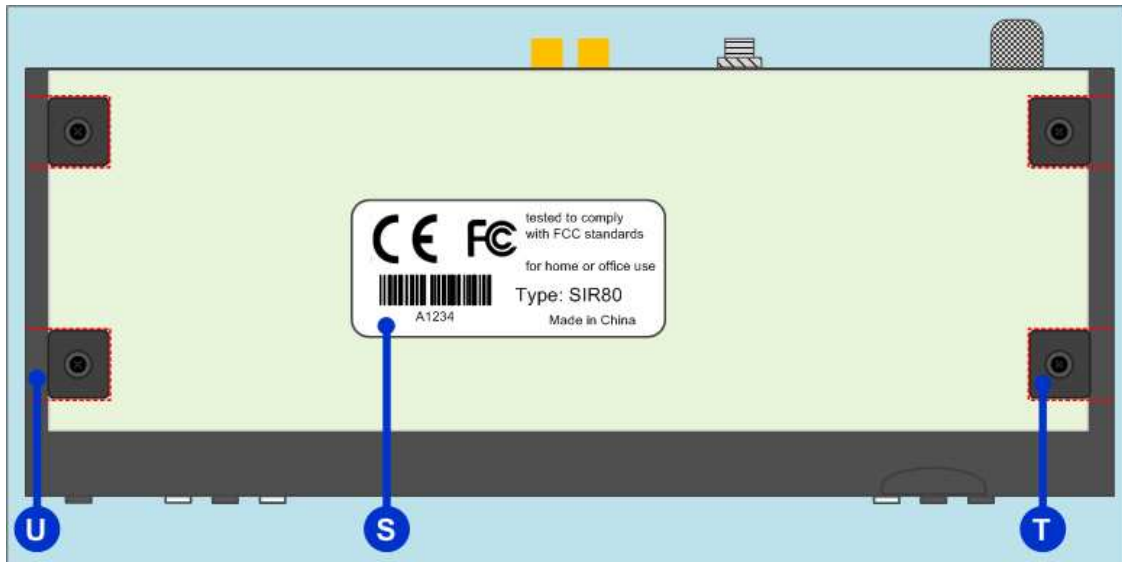 CE FC tested to comply
with FCC standards
for home or office use
Type: SIR80
A1234
Made in China
U
S
T